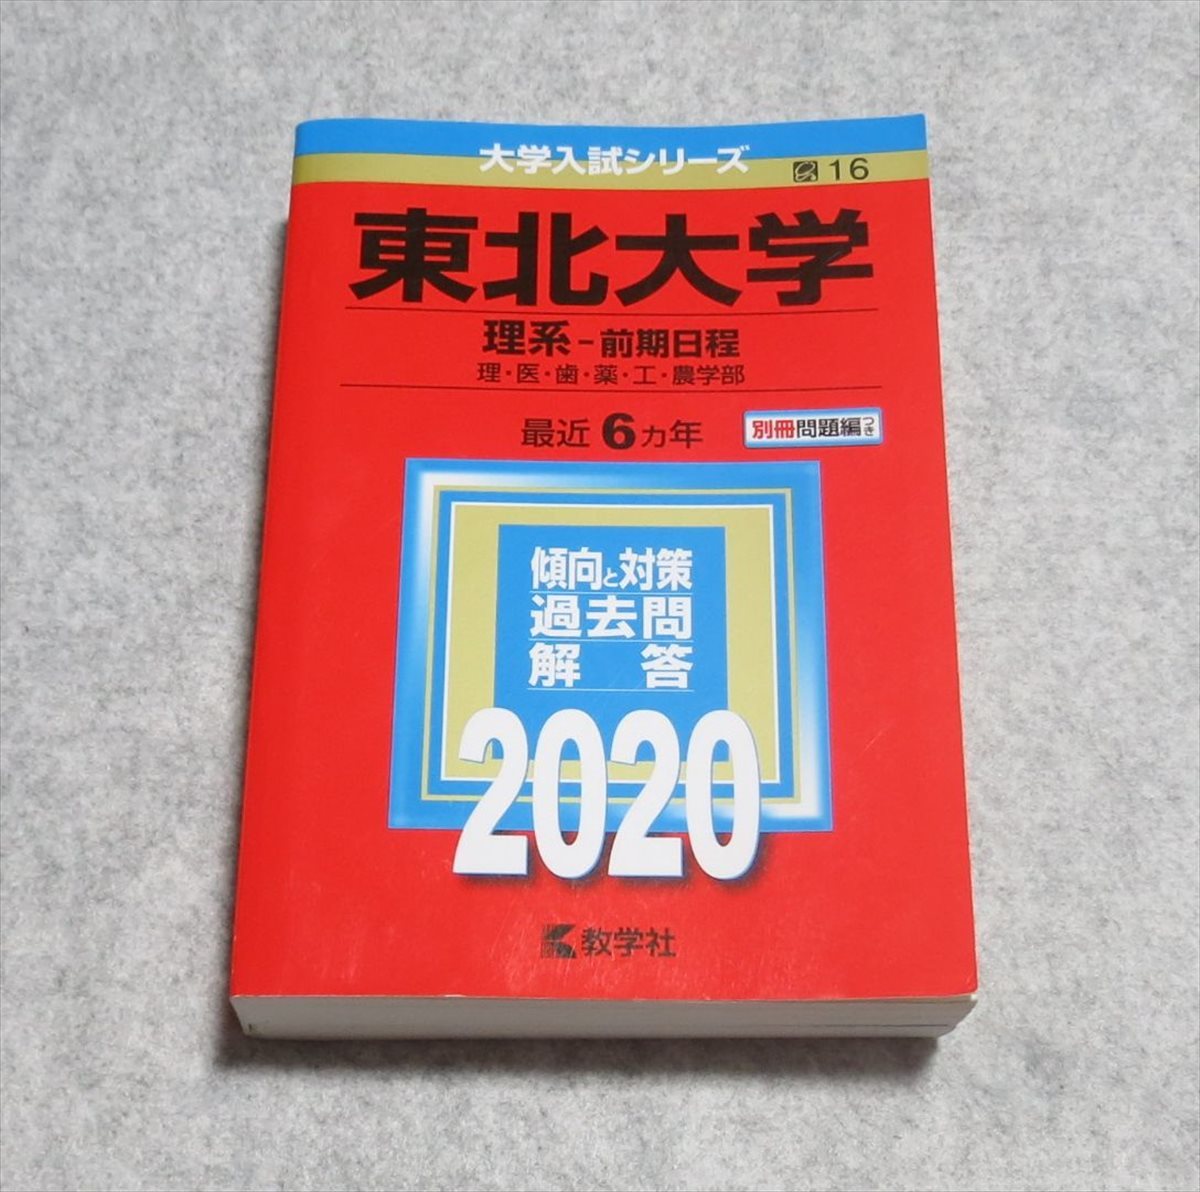 大学入試シリーズ
16
東北大学
理系-前期日程
理・医・歯・薬・工・農学部
最近6カ年
別冊問題編つき
傾向と対策
過去問
解答
2020
教学社